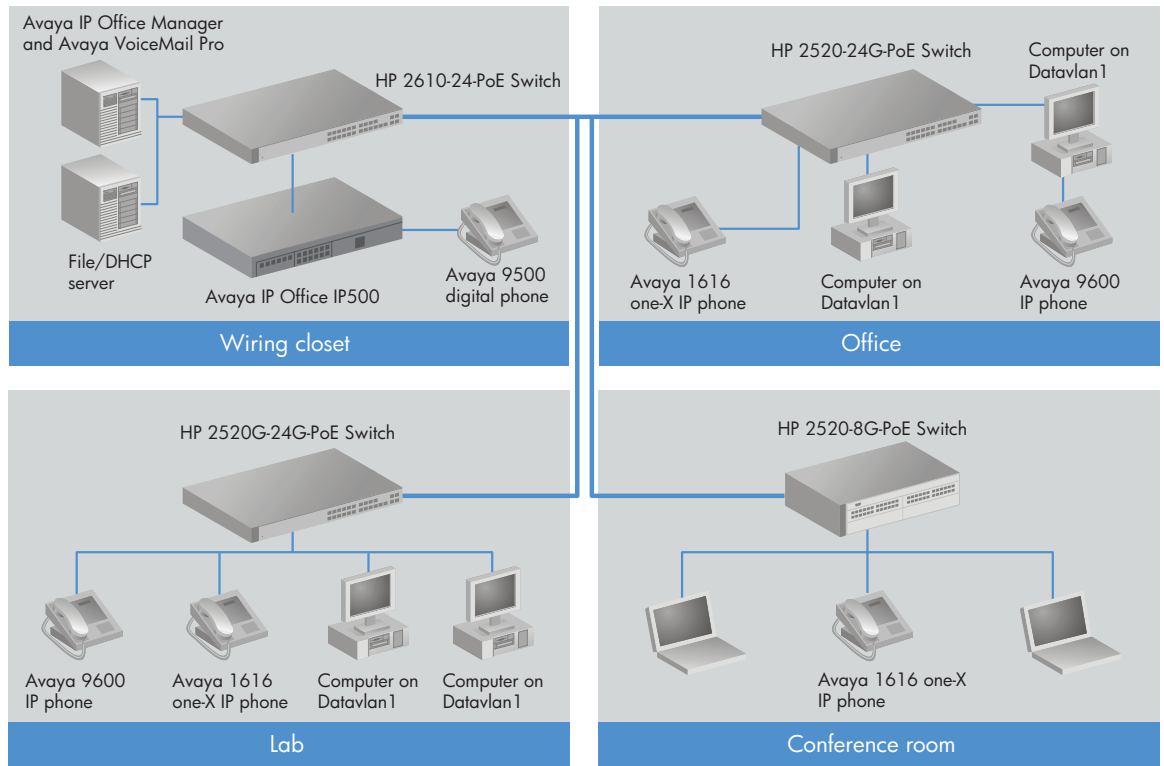 Avaya IP Office Manager
and Avaya VoiceMail Pro
HP 2610-24-PoE Switch
File/DHCP
server
Avaya IP Office IP500
Avaya 9500
digital phone
Wiring closet
HP 2520-24G-PoE Switch
Computer on
Datavlan1
Avaya 1616
one-X IP phone
Computer on
Datavlan1
Avaya 9600
IP phone
Office
HP 2520G-24G-PoE Switch
Avaya 9600
IP phone
Avaya 1616
one-X IP phone
Computer on
Datavlan1
Computer on
Datavlan1
Lab
HP 2520-8G-PoE Switch
Avaya 1616 one-X
IP phone
Conference room